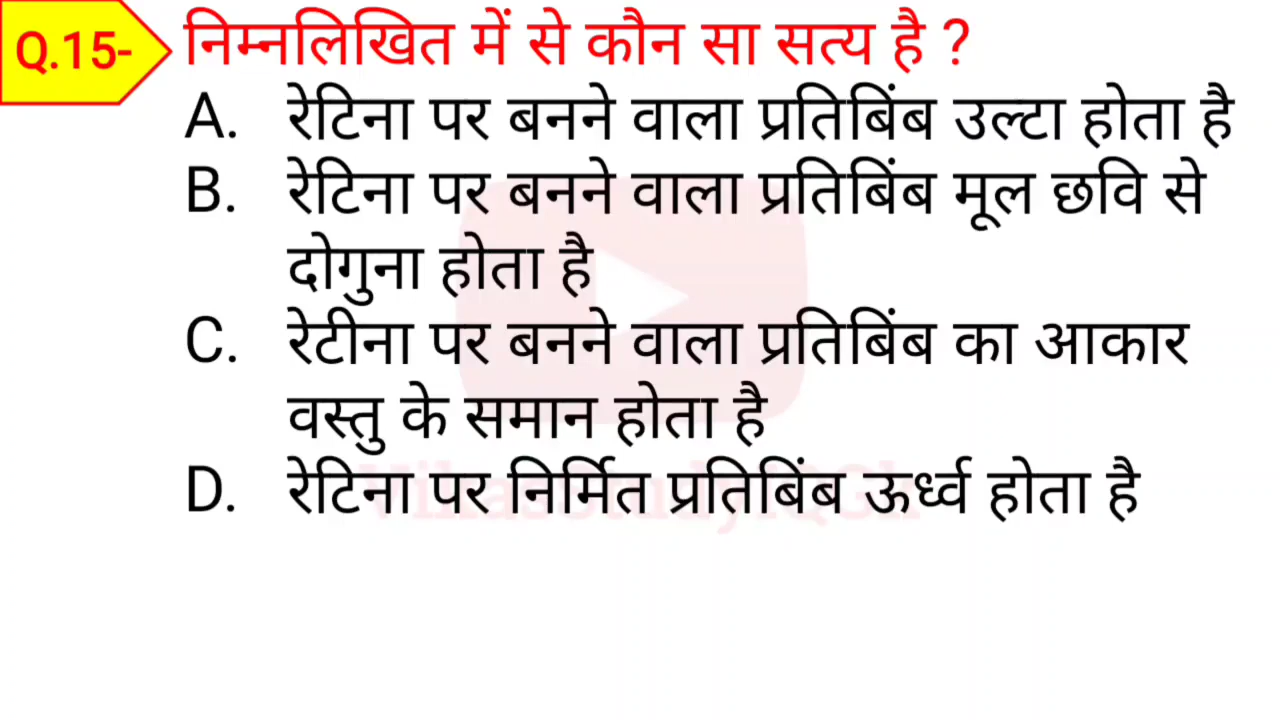 Q.15- निम्नलिखित में से कौन सा सत्य है ?
A. रेटिना पर बनने वाला प्रतिबिंब उल्टा होता है
B. रेटिना पर बनने वाला प्रतिबिंब मूल छवि से
दोगुना होता है
C. रेटीना पर बनने वाला प्रतिबिंब का आकार
वस्तु के समान होता है
D. रेटिना पर निर्मित प्रतिबिंब ऊर्ध्व होता है